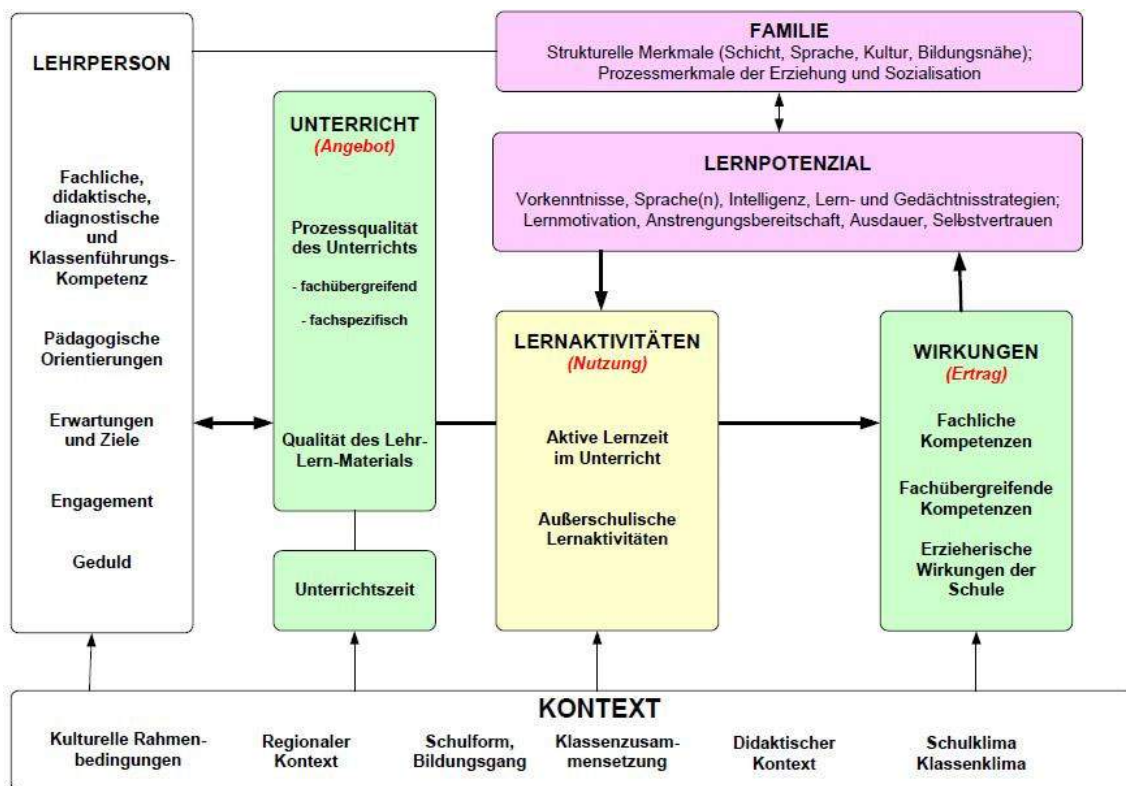 LEHRPERSON
Fachliche,
didaktische,
diagnostische
und
Klassenführungs-
Kompetenz
Pädagogische
Orientierungen
Erwartungen
und Ziele
Engagement
Geduld
UNTERRICHT
(Angebot)
Prozessqualität
des Unterrichts
- fachübergreifend
- fachspezifisch
Qualität des Lehr-
Lern-Materials
Unterrichtszeit
FAMILIE
Strukturelle Merkmale (Schicht, Sprache, Kultur, Bildungsnähe);
Prozessmerkmale der Erziehung und Sozialisation
LERNPOTENZIAL
Vorkenntnisse, Sprache(n), Intelligenz, Lern- und Gedächtnisstrategien;
Lernmotivation, Anstrengungsbereitschaft, Ausdauer, Selbstvertrauen
LERNAKTIVITÄTEN
(Nutzung)
Aktive Lernzeit
im Unterricht
Außerschulische
Lernaktivitäten
WIRKUNGEN
(Ertrag)
Fachliche
Kompetenzen
Fachübergreifende
Kompetenzen
Erzieherische
Wirkungen der
Schule
KONTEXT
Kulturelle Rahmen-
bedingungen
Regionaler
Kontext
Schulform,
Bildungsgang
Klassenzusam-
mensetzung
Didaktischer
Kontext
Schulklima
Klassenklima